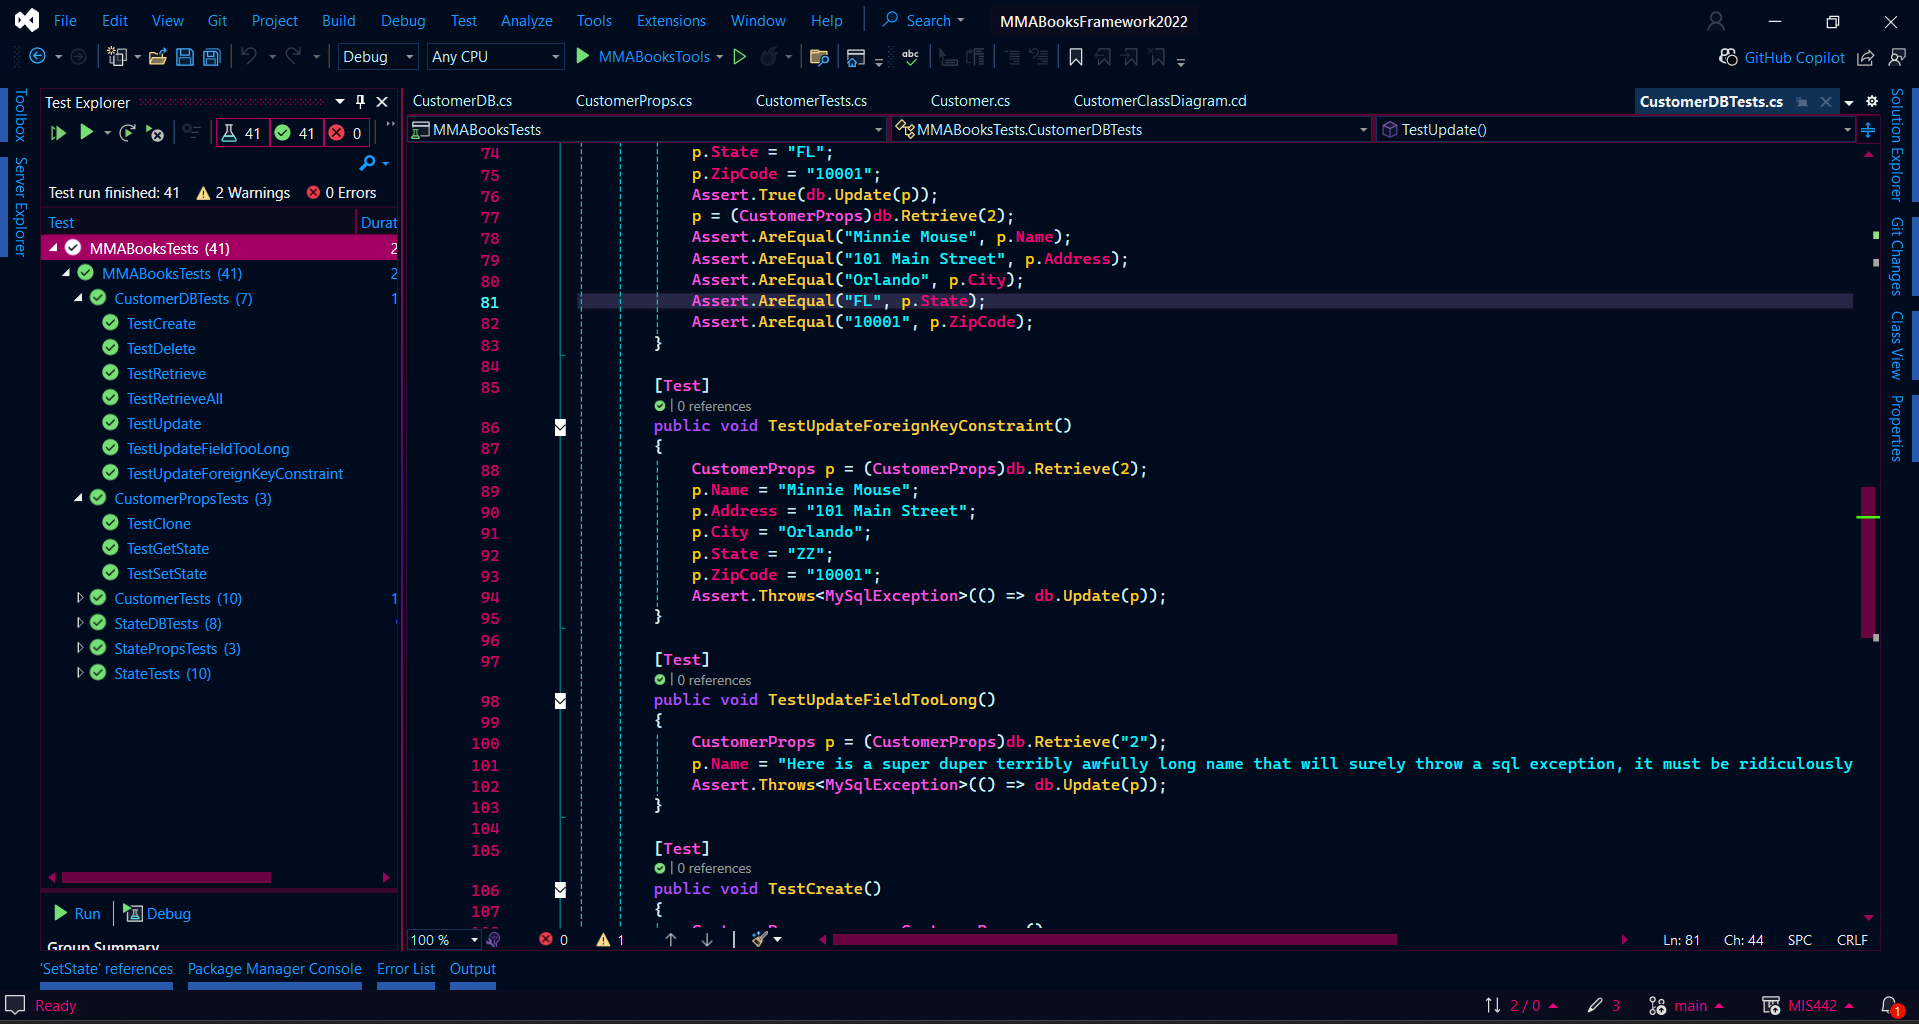 File Edit View Git Project Build Debug Test Analyze Tools Extensions Window Help Search MMABooksFramework2022
Debug Any CPU MMABooksTools abc GitHub Copilot
Toolbox
Server Explorer
Test Explorer
41 41 0
Test run finished: 41 2 Warnings 0 Errors
Test Durat
MMABooksTests (41) 2
MMABooksTests (41) 2
CustomerDBTests (7) 1
TestCreate
TestDelete
TestRetrieve
TestRetrieveAll
TestUpdate
TestUpdateFieldTooLong
TestUpdateForeignKeyConstraint
CustomerPropsTests (3)
TestClone
TestGetState
TestSetState
CustomerTests (10) 1
StateDBTests (8)
StatePropsTests (3)
StateTests (10)
Run Debug
Group Summary
CustomerDB.cs CustomerProps.cs CustomerTests.cs Customer.cs CustomerClassDiagram.cd CustomerDBTests.cs
MMABooksTests MMABooksTests.CustomerDBTests TestUpdate()
74 p.State = "FL";
75 p.ZipCode = "10001";
76 Assert.True(db.Update(p));
77 p = (CustomerProps)db.Retrieve(2);
78 Assert.AreEqual("Minnie Mouse", p.Name);
79 Assert.AreEqual("101 Main Street", p.Address);
80 Assert.AreEqual("Orlando", p.City);
81 Assert.AreEqual("FL", p.State);
82 Assert.AreEqual("10001", p.ZipCode);
83 }
84
85 [Test]
0 references
86 public void TestUpdateForeignKeyConstraint()
87 {
88 CustomerProps p = (CustomerProps)db.Retrieve(2);
89 p.Name = "Minnie Mouse";
90 p.Address = "101 Main Street";
91 p.City = "Orlando";
92 p.State = "ZZ";
93 p.ZipCode = "10001";
94 Assert.Throws<MySqlException>(() => db.Update(p));
95 }
96
97 [Test]
0 references
98 public void TestUpdateFieldTooLong()
99 {
100 CustomerProps p = (CustomerProps)db.Retrieve("2");
101 p.Name = "Here is a super duper terribly awfully long name that will surely throw a sql exception, it must be ridiculously
102 Assert.Throws<MySqlException>(() => db.Update(p));
103 }
104
105 [Test]
0 references
106 public void TestCreate()
107 {
100 % 0 1 Ln: 81 Ch: 44 SPC CRLF
Solution Explorer
Git Changes
Class View
Properties
'SetState' references Package Manager Console Error List Output
Ready 2 / 0 3 main MIS442 1